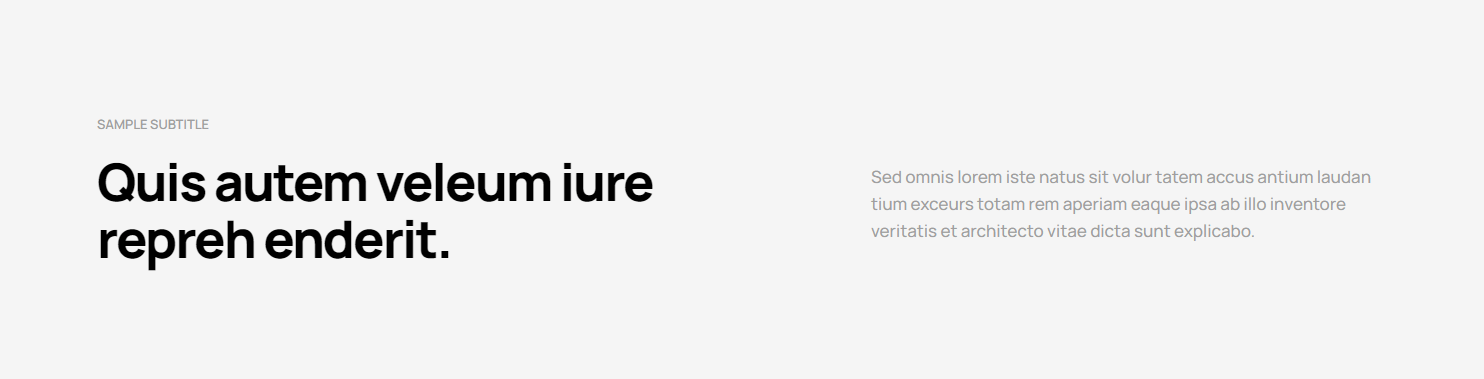 SAMPLE SUBTITLE
Quis autem veleum iure
repreh enderit.
Sed omnis lorem iste natus sit volur tatem accus antium laudan
tium exceurs totam rem aperiam eaque ipsa ab illo inventore
veritatis et architecto vitae dicta sunt explicabo.